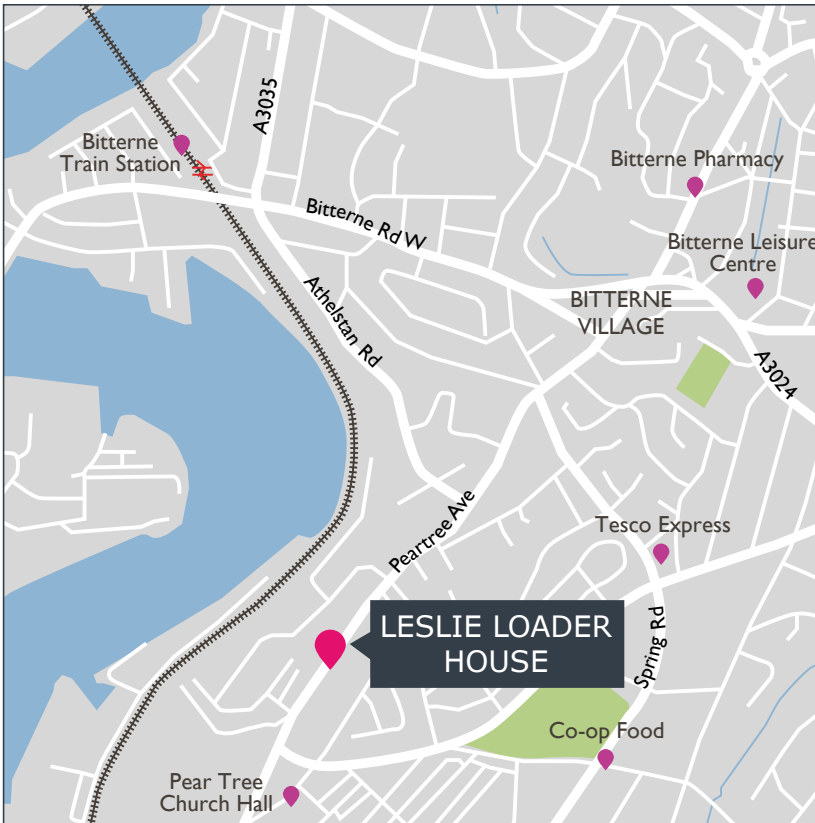 A3035
Bitterne
Train Station
Bitterne Pharmacy
Bitterne Rd W
Bitterne Leisure
Centre
BITTERNE
VILLAGE
Athelstan Rd
A3024
Peartree Ave
Tesco Express
LESLIE LOADER
HOUSE
Spring Rd
Co-op Food
Pear Tree
Church Hall